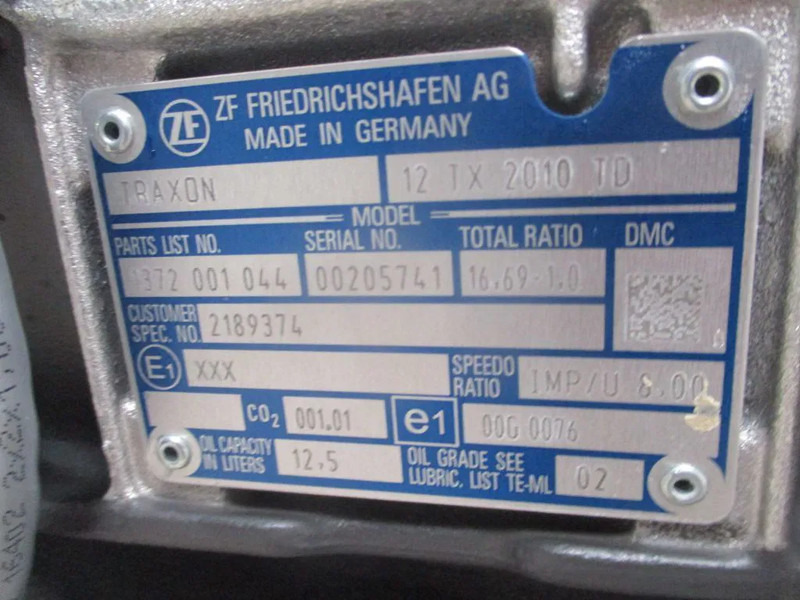 ZF ZF FRIEDRICHSHAFEN AG
MADE IN GERMANY
TRAXON 12 TX 2010 TD
MODEL
PARTS LIST NO. SERIAL NO. TOTAL RATIO DMC
1372 001 044 00205741 16.69-1.0
CUSTOMER
SPEC. NO. 2189374
E1 XXX SPEEDO
RATIO IMP/U 8.00
CO2 001.01 e1 00G 0076
OIL CAPACITY
IN LITERS 12,5 OIL GRADE SEE
LUBRIC. LIST TE-ML 02